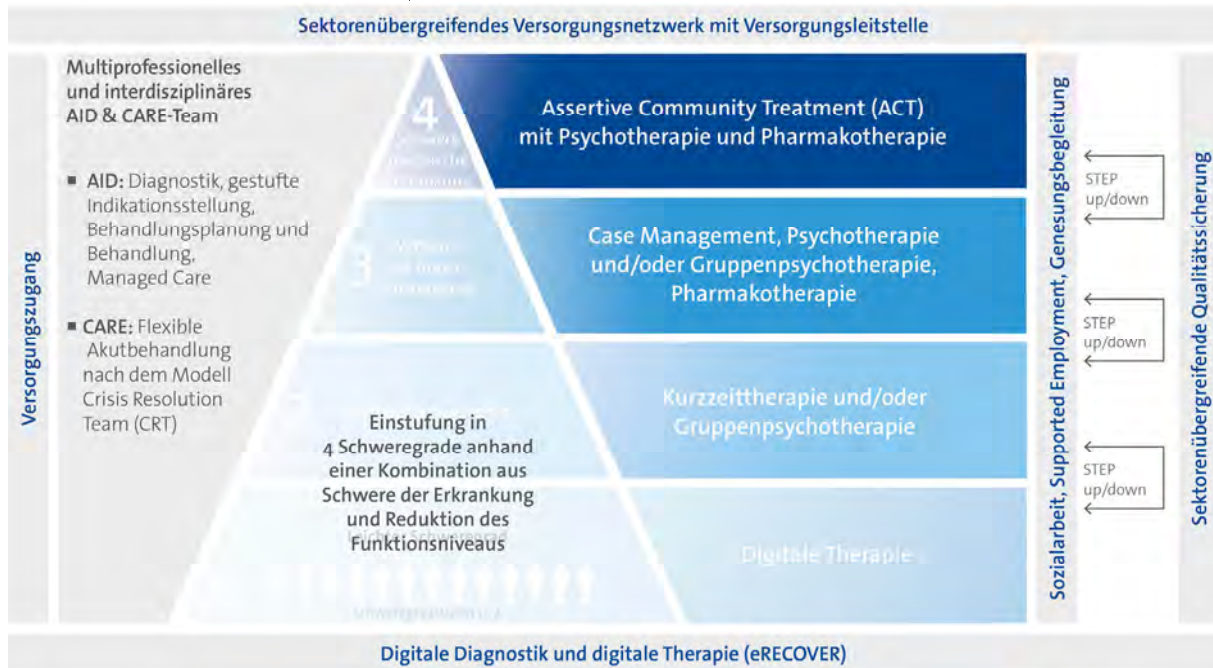 Sektorenübergreifendes Versorgungsnetzwerk mit Versorgungsleitstelle
Versorgungszugang
Multiprofessionelles
und interdisziplinäres
AID & CARE-Team
▪ AID: Diagnostik, gestufte
Indikationsstellung,
Behandlungsplanung und
Behandlung,
Managed Care
▪ CARE: Flexible
Akutbehandlung
nach dem Modell
Crisis Resolution
Team (CRT)
4
3
Einstufung in
4 Schweregrade anhand
einer Kombination aus
Schwere der Erkrankung
und Reduktion des
Funktionsniveaus
Leichter Schweregrad
Assertive Community Treatment (ACT)
mit Psychotherapie und Pharmakotherapie
Case Management, Psychotherapie
und/oder Gruppenpsychotherapie,
Pharmakotherapie
Kurzzeittherapie und/oder
Gruppenpsychotherapie
Digitale Therapie
Sozialarbeit, Supported Employment, Genesungsbegleitung
STEP
up/down
STEP
up/down
STEP
up/down
Sektorenübergreifende Qualitätssicherung
Digitale Diagnostik und digitale Therapie (eRECOVER)